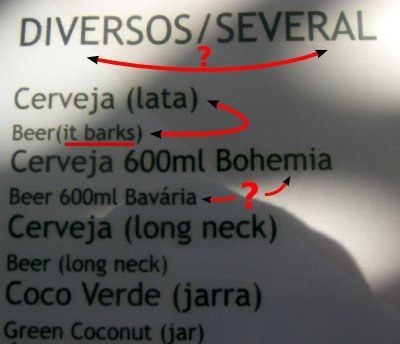 DIVERSOS/SEVERAL
?
Cerveja (lata)
Beer(it barks)
Cerveja 600ml Bohemia
Beer 600ml Bavária ?
Cerveja (long neck)
Beer (long neck)
Coco Verde (jarra)
Green Coconut (jar)